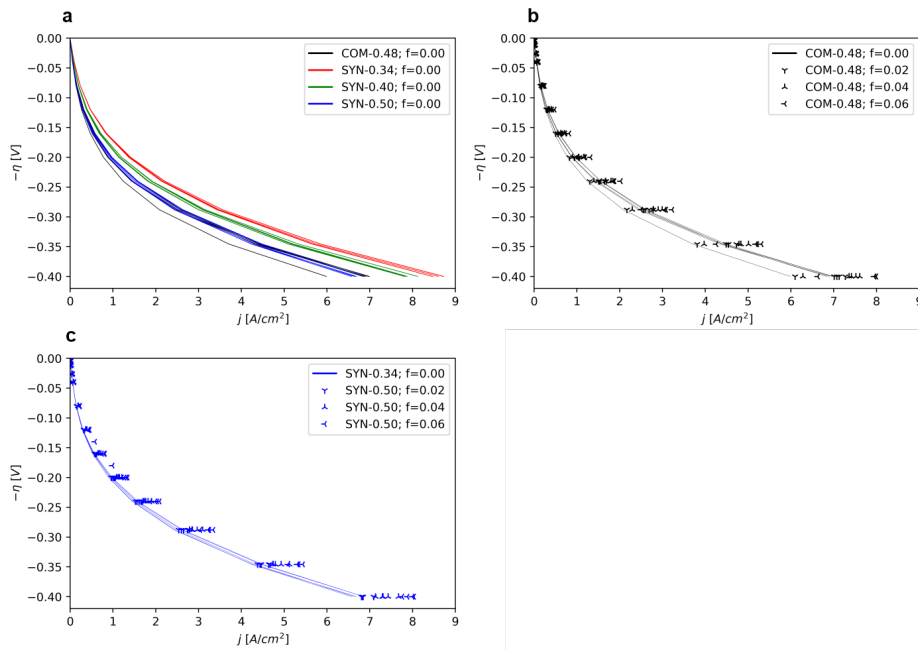 a
0.00
−0.05
−0.10
−0.15
−0.20
−0.25
−0.30
−0.35
−0.40
−η [V]
0 1 2 3 4 5 6 7 8 9
j [A/cm²]
COM-0.48; f=0.00
SYN-0.34; f=0.00
SYN-0.40; f=0.00
SYN-0.50; f=0.00
b
0.00
−0.05
−0.10
−0.15
−0.20
−0.25
−0.30
−0.35
−0.40
−η [V]
0 1 2 3 4 5 6 7 8 9
j [A/cm²]
COM-0.48; f=0.00
COM-0.48; f=0.02
COM-0.48; f=0.04
COM-0.48; f=0.06
c
0.00
−0.05
−0.10
−0.15
−0.20
−0.25
−0.30
−0.35
−0.40
−η [V]
0 1 2 3 4 5 6 7 8 9
j [A/cm²]
SYN-0.34; f=0.00
SYN-0.50; f=0.02
SYN-0.50; f=0.04
SYN-0.50; f=0.06